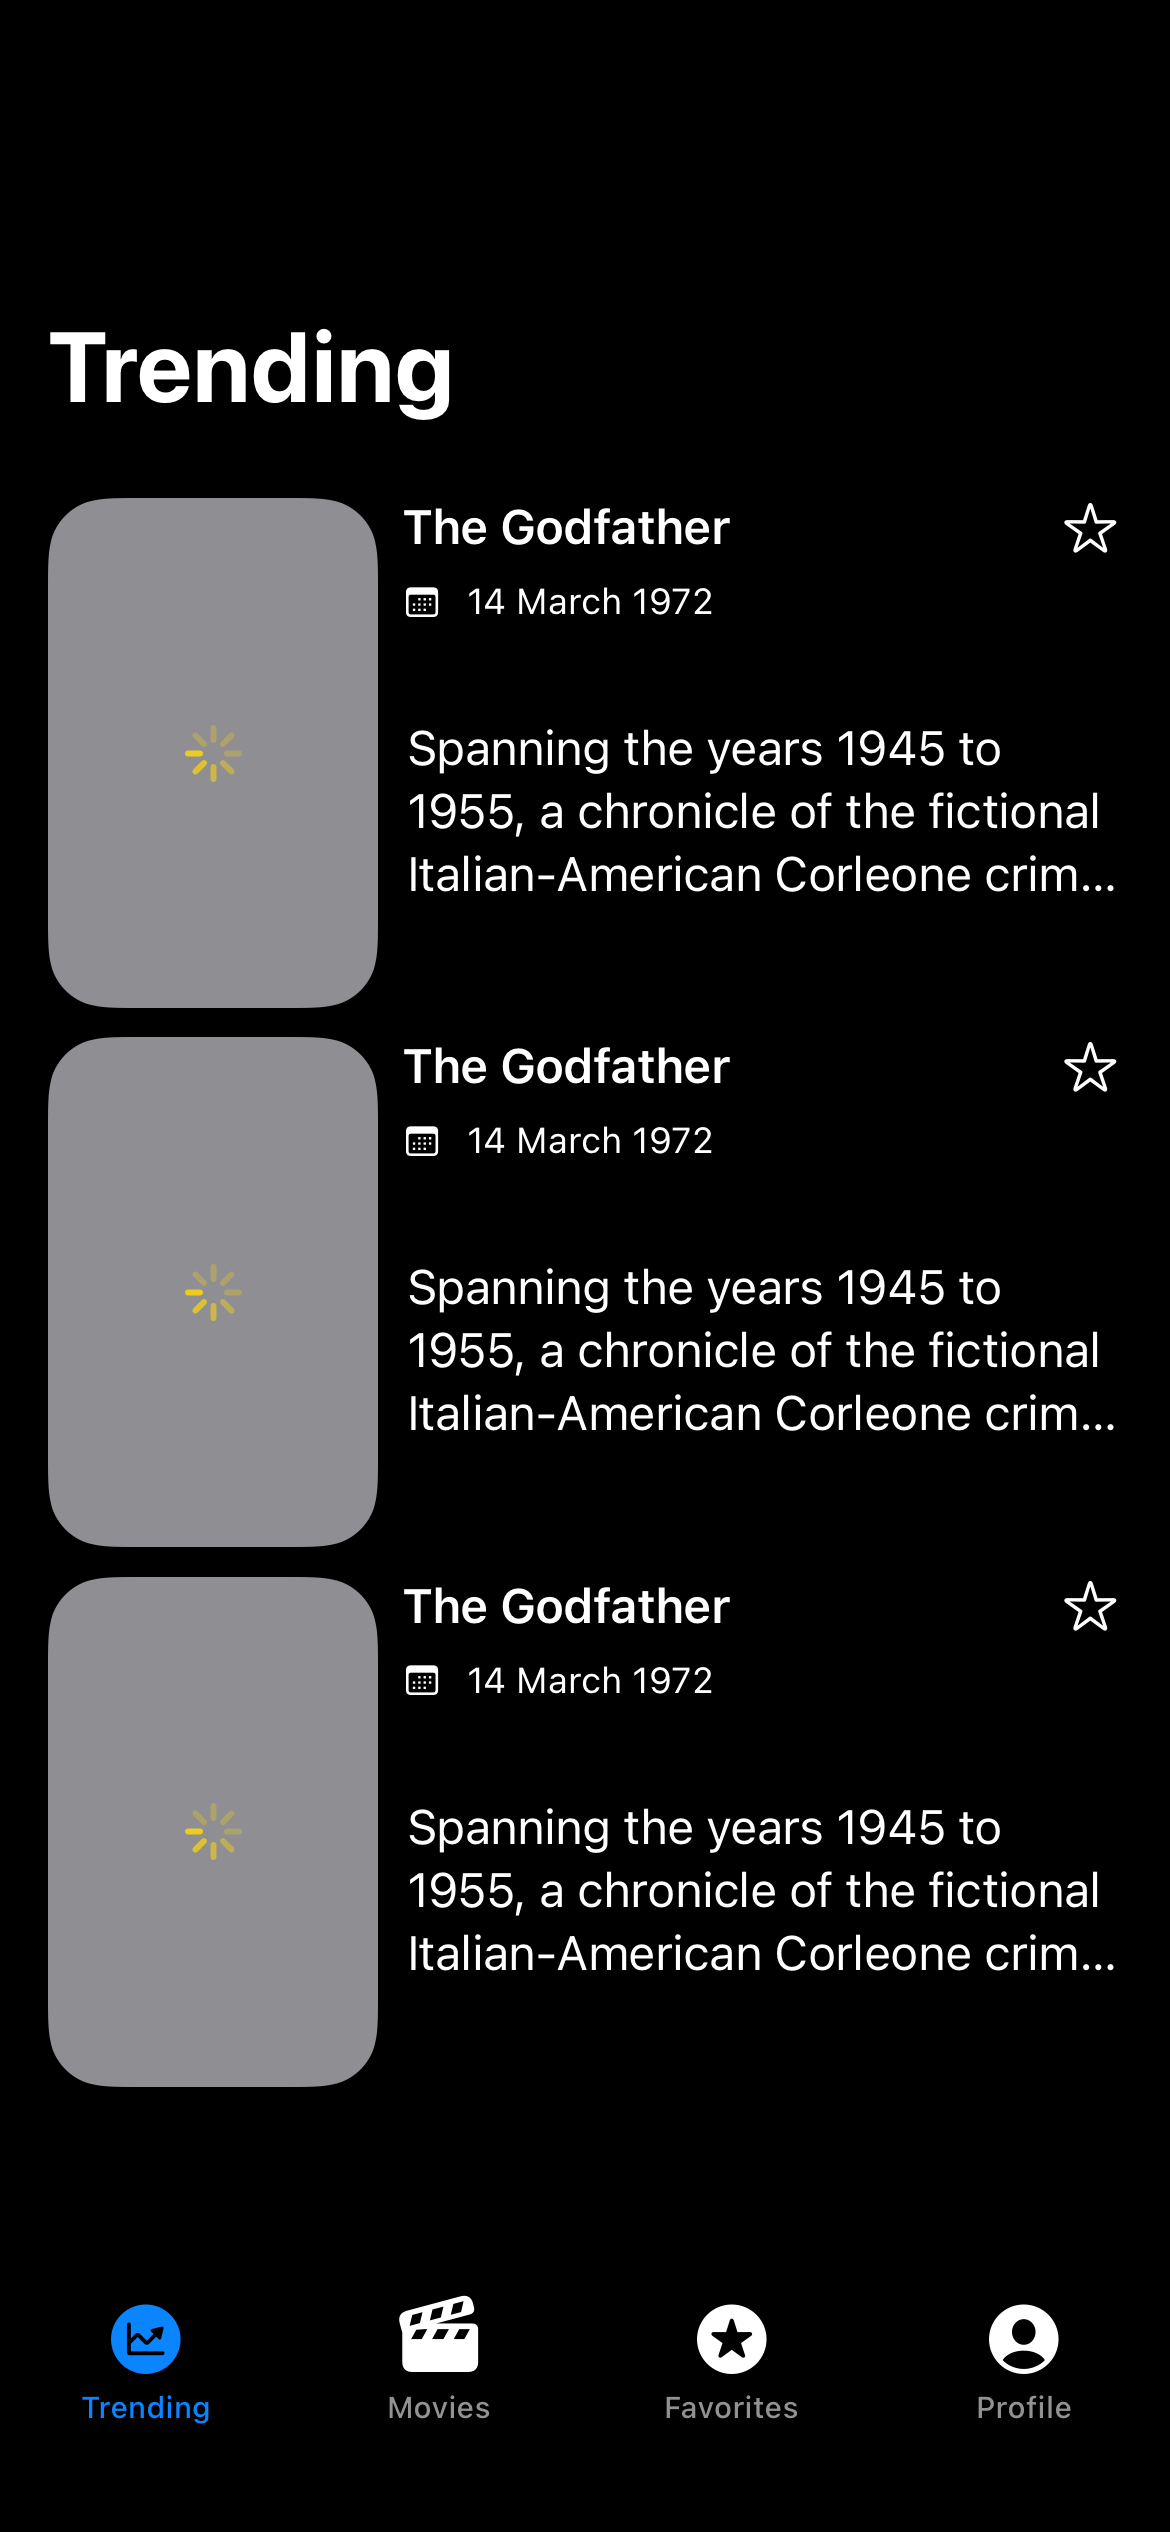 Trending
The Godfather
14 March 1972
Spanning the years 1945 to
1955, a chronicle of the fictional
Italian-American Corleone crim...
The Godfather
14 March 1972
Spanning the years 1945 to
1955, a chronicle of the fictional
Italian-American Corleone crim...
The Godfather
14 March 1972
Spanning the years 1945 to
1955, a chronicle of the fictional
Italian-American Corleone crim...
Trending
Movies
Favorites
Profile